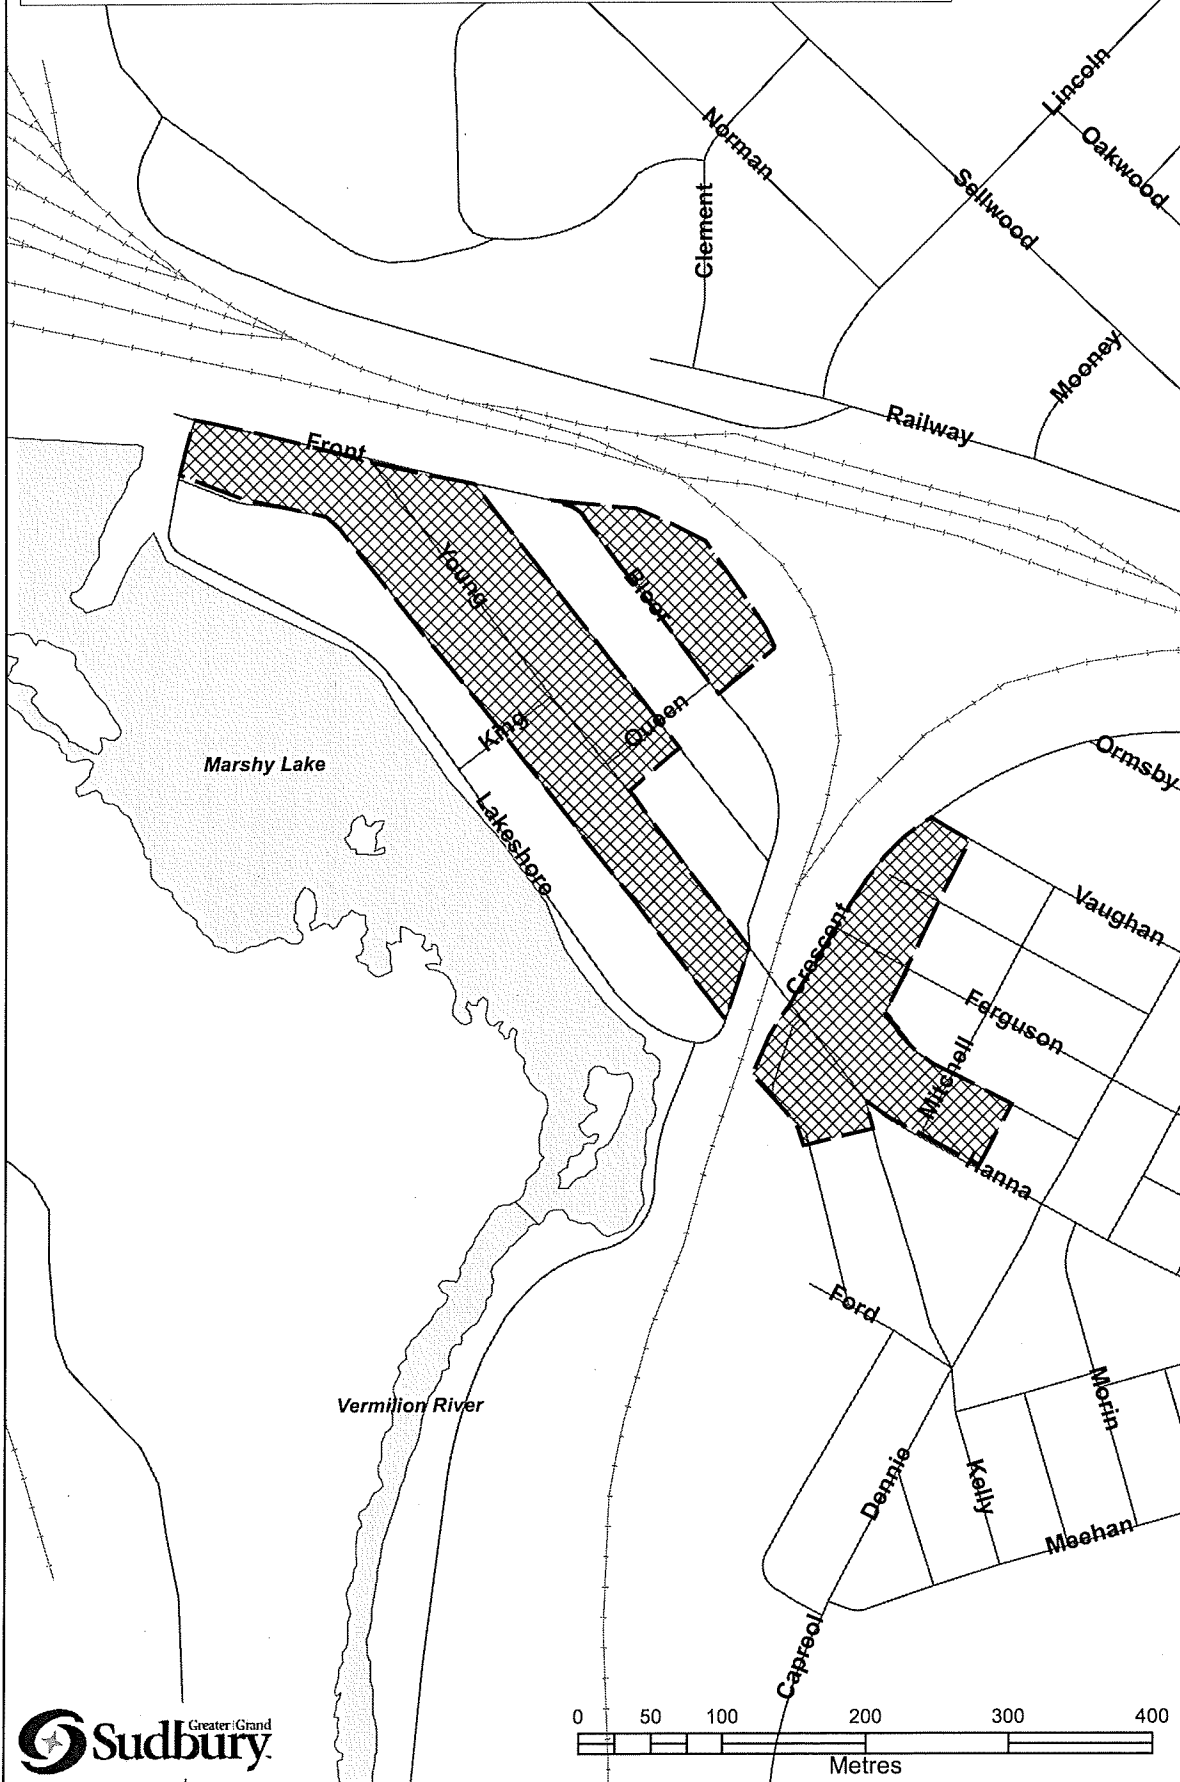 Lincoln
Norman
Oakwood
Sellwood
Clement
Mooney
Railway
Front
Young
Bloor
King
Queen
Marshy Lake
Ormsby
Lakeshore
Vaughan
Crescent
Ferguson
Mitchell
Hanna
Ford
Morin
Vermilion River
Dennie
Kelly
Meehan
Capreol
Greater Grand
Sudbury
0 50 100 200 300 400
Metres